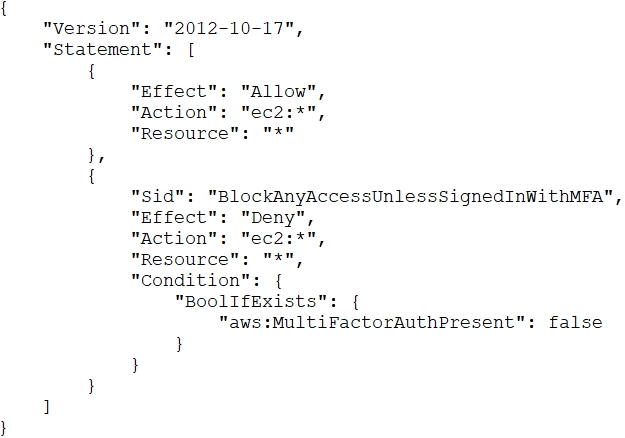 {
    "Version": "2012-10-17",
    "Statement": [
        {
            "Effect": "Allow",
            "Action": "ec2:*",
            "Resource": "*"
        },
        {
            "Sid": "BlockAnyAccessUnlessSignedInWithMFA",
            "Effect": "Deny",
            "Action": "ec2:*",
            "Resource": "*",
            "Condition": {
                "BoolIfExists": {
                    "aws:MultiFactorAuthPresent": false
                }
            }
        }
    ]
}